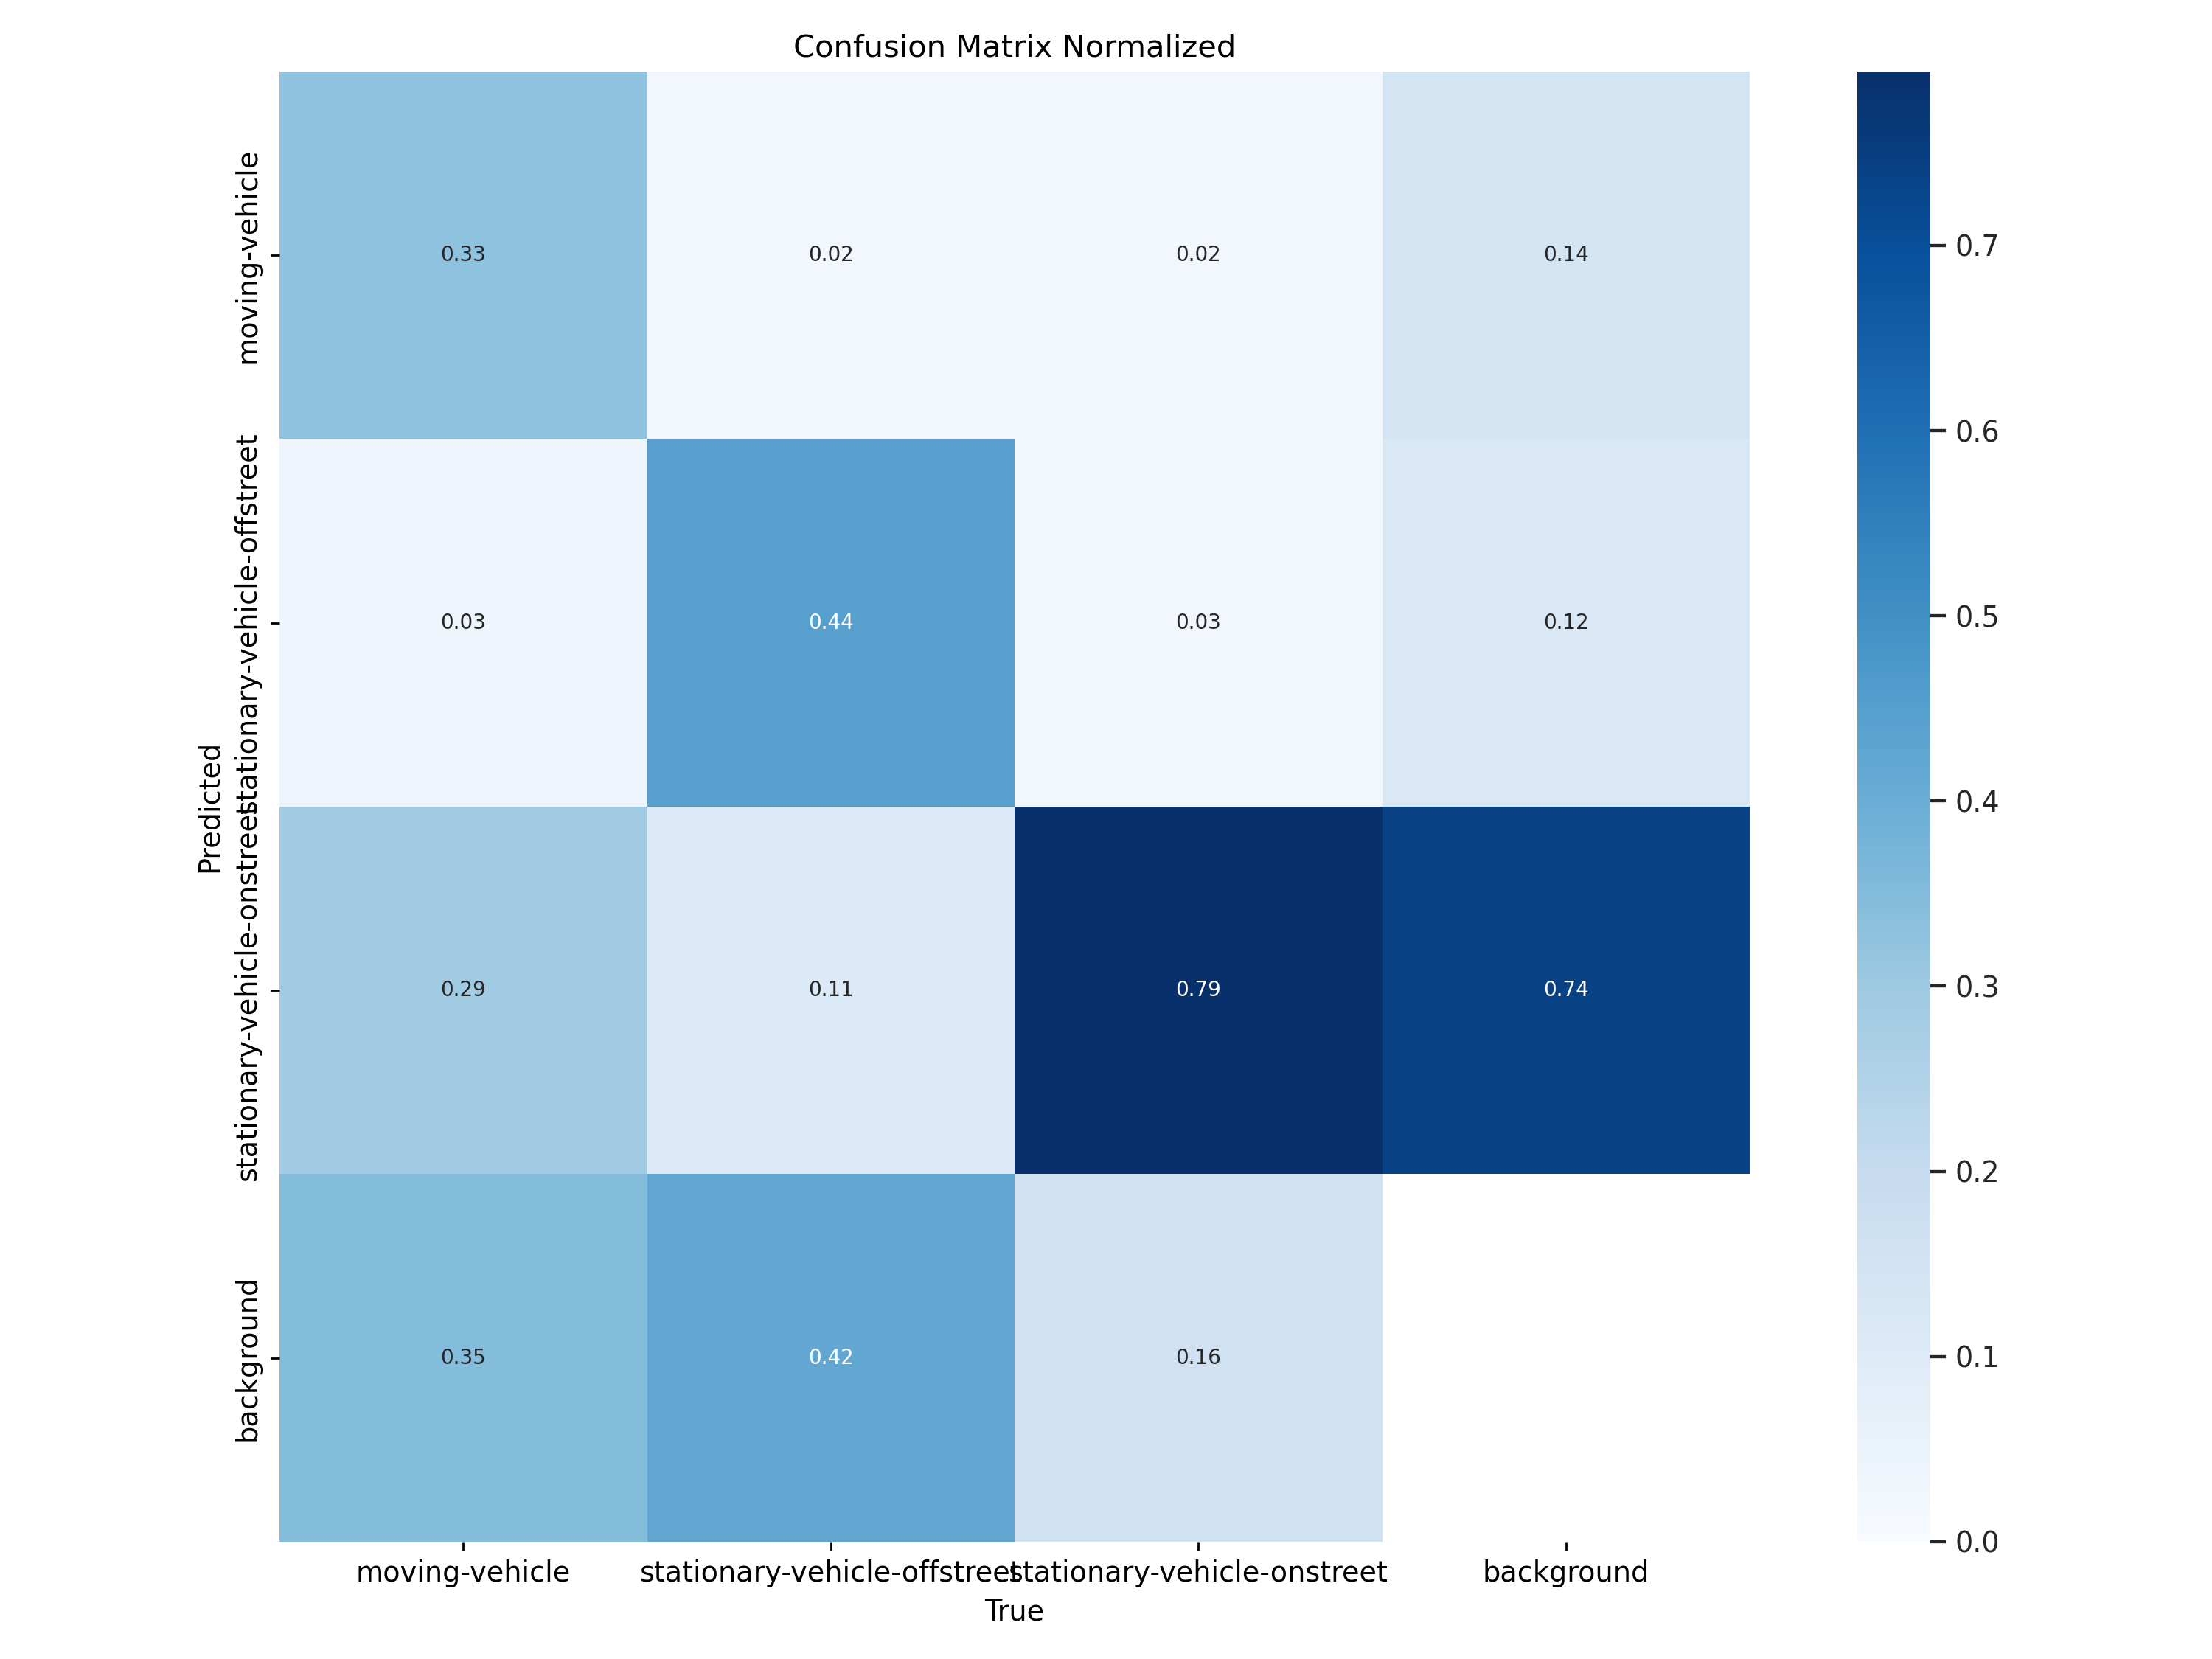 Confusion Matrix Normalized
Predicted
moving-vehicle
0.33
0.02
0.02
0.14
stationary-vehicle-offstreet
0.03
0.44
0.03
0.12
stationary-vehicle-onstreet
0.29
0.11
0.79
0.74
background
0.35
0.42
0.16
moving-vehicle
stationary-vehicle-offstreet
stationary-vehicle-onstreet
background
True
0.7
0.6
0.5
0.4
0.3
0.2
0.1
0.0